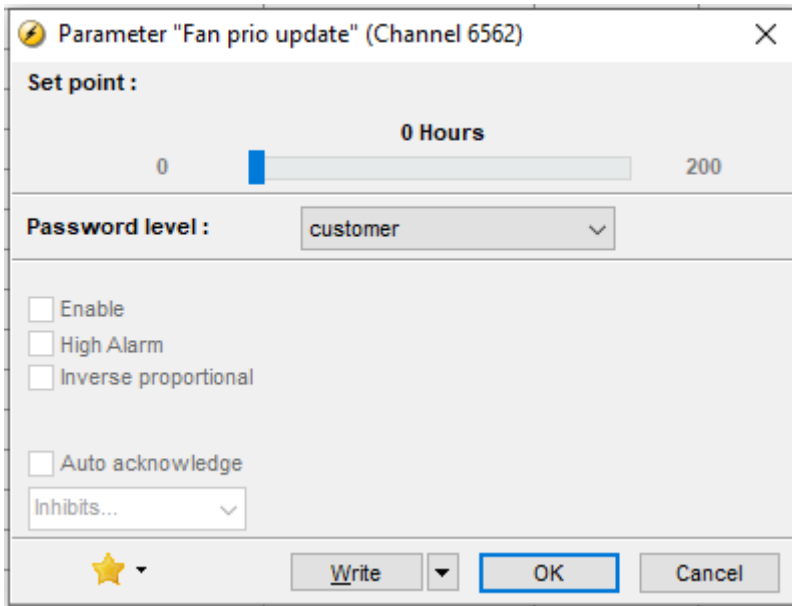 Parameter "Fan prio update" (Channel 6562)
Set point :
0 Hours
0 200
Password level : customer
Enable
High Alarm
Inverse proportional
Auto acknowledge
Inhibits...
Write OK Cancel